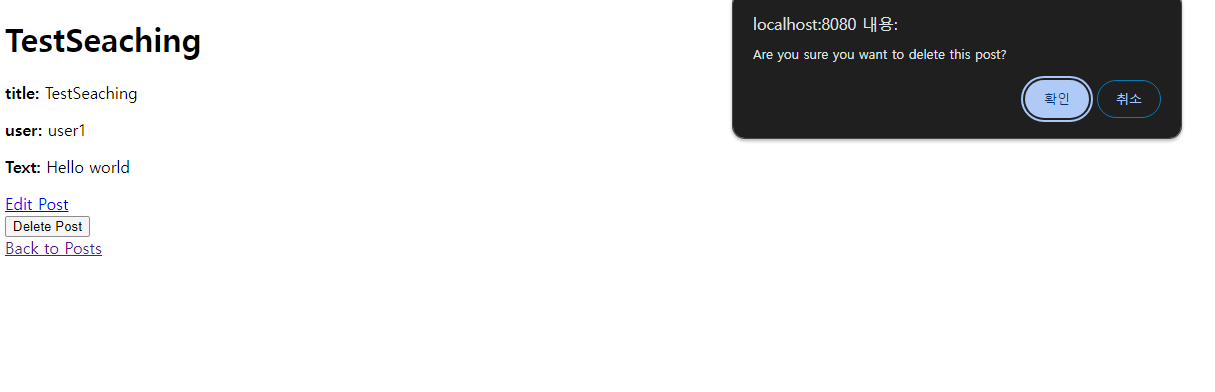 TestSeaching
title: TestSeaching
user: user1
Text: Hello world
Edit Post
Delete Post
Back to Posts
localhost:8080 내용:
Are you sure you want to delete this post?
확인 취소